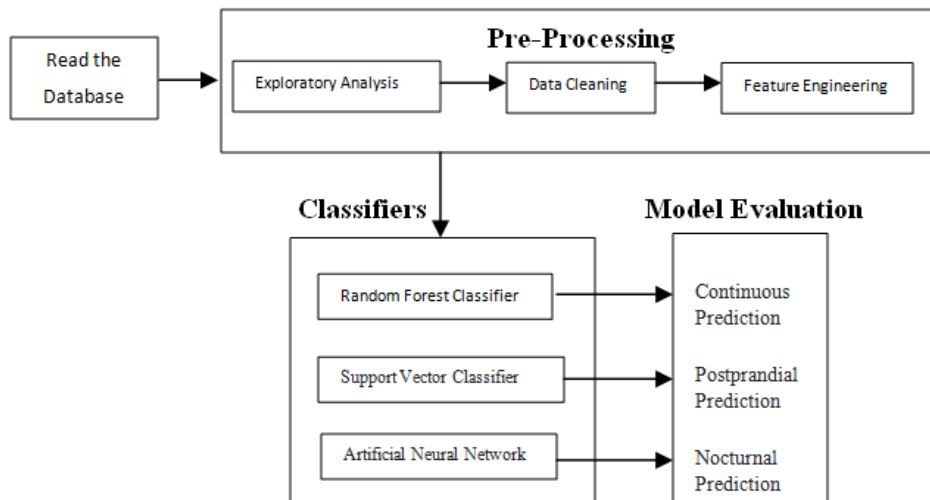 Pre-Processing
Read the
Database
Exploratory Analysis
Data Cleaning
Feature Engineering
Classifiers
Model Evaluation
Random Forest Classifier
Continuous
Prediction
Support Vector Classifier
Postprandial
Prediction
Artificial Neural Network
Nocturnal
Prediction